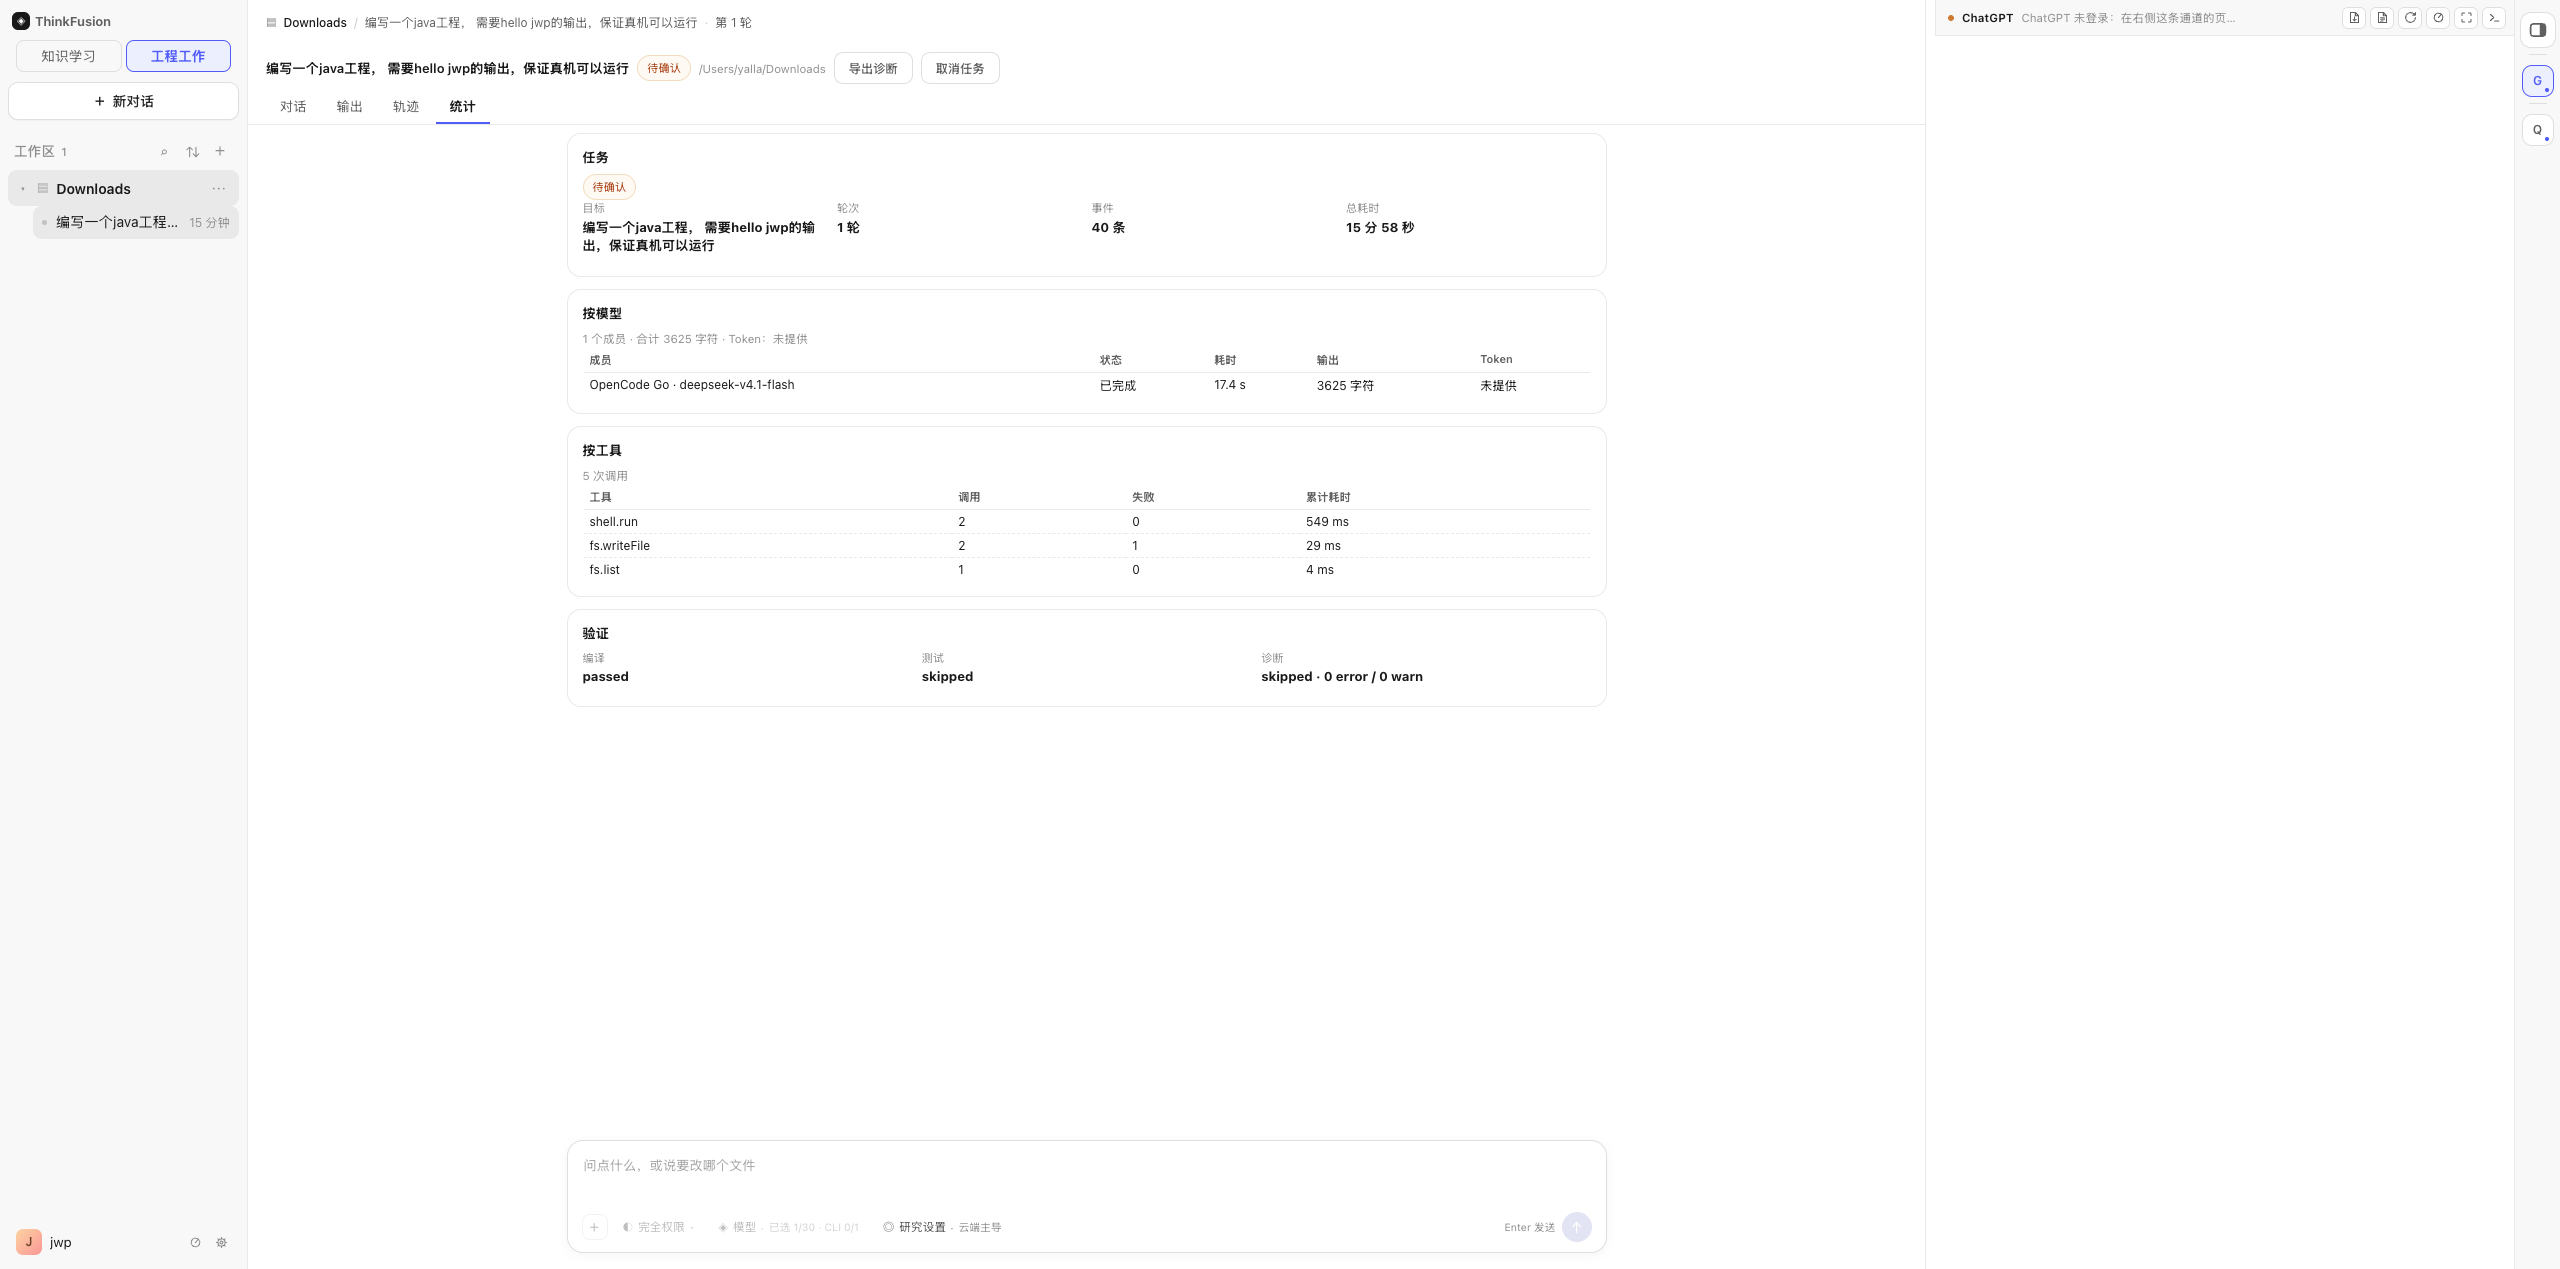 ThinkFusion
知识学习 工程工作
+ 新对话
工作区 1
Downloads
编写一个java工程... 15 分钟
J jwp
Downloads / 编写一个java工程， 需要hello jwp的输出，保证真机可以运行 · 第 1 轮
编写一个java工程， 需要hello jwp的输出，保证真机可以运行 待确认 /Users/yalla/Downloads 导出诊断 取消任务
对话 输出 轨迹 统计
任务
待确认
目标 轮次 事件 总耗时
编写一个java工程， 需要hello jwp的输 1 轮 40 条 15 分 58 秒
出，保证真机可以运行
按模型
1 个成员 · 合计 3625 字符 · Token：未提供
成员 状态 耗时 输出 Token
OpenCode Go · deepseek-v4.1-flash 已完成 17.4 s 3625 字符 未提供
按工具
5 次调用
工具 调用 失败 累计耗时
shell.run 2 0 549 ms
fs.writeFile 2 1 29 ms
fs.list 1 0 4 ms
验证
编译 测试 诊断
passed skipped skipped · 0 error / 0 warn
问点什么，或说要改哪个文件
+ 完全权限 · 模型 · 已选 1/30 · CLI 0/1 研究设置 · 云端主导 Enter 发送
ChatGPT ChatGPT 未登录：在右侧这条通道的页...
G
Q